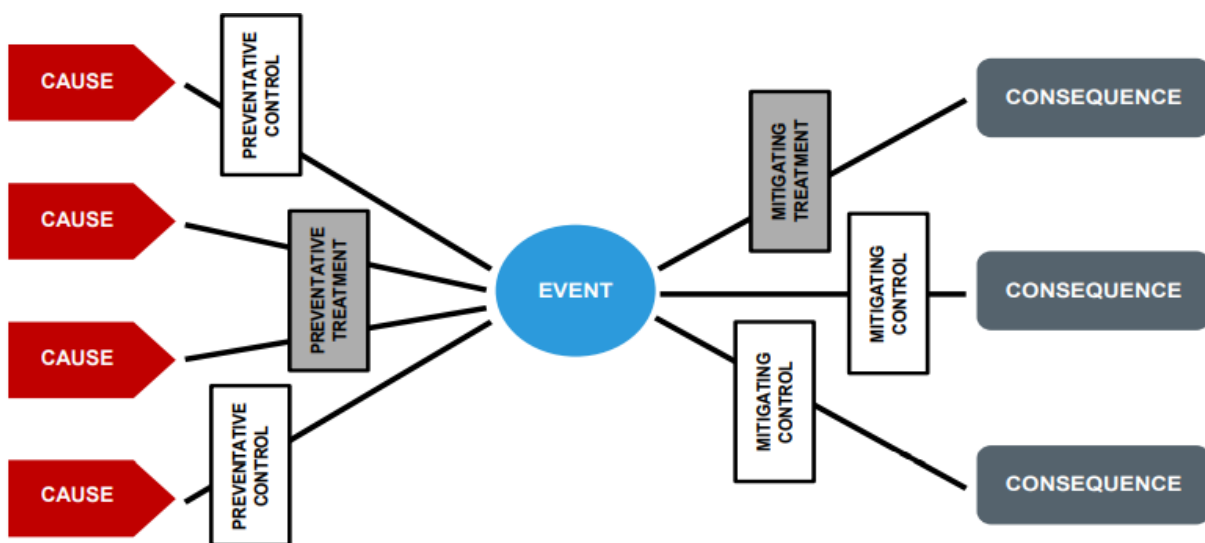 CAUSE
PREVENTATIVE
CONTROL
CAUSE
PREVENTATIVE
TREATMENT
CAUSE
CAUSE
PREVENTATIVE
CONTROL
EVENT
MITIGATING
TREATMENT
CONSEQUENCE
MITIGATING
CONTROL
CONSEQUENCE
MITIGATING
CONTROL
CONSEQUENCE